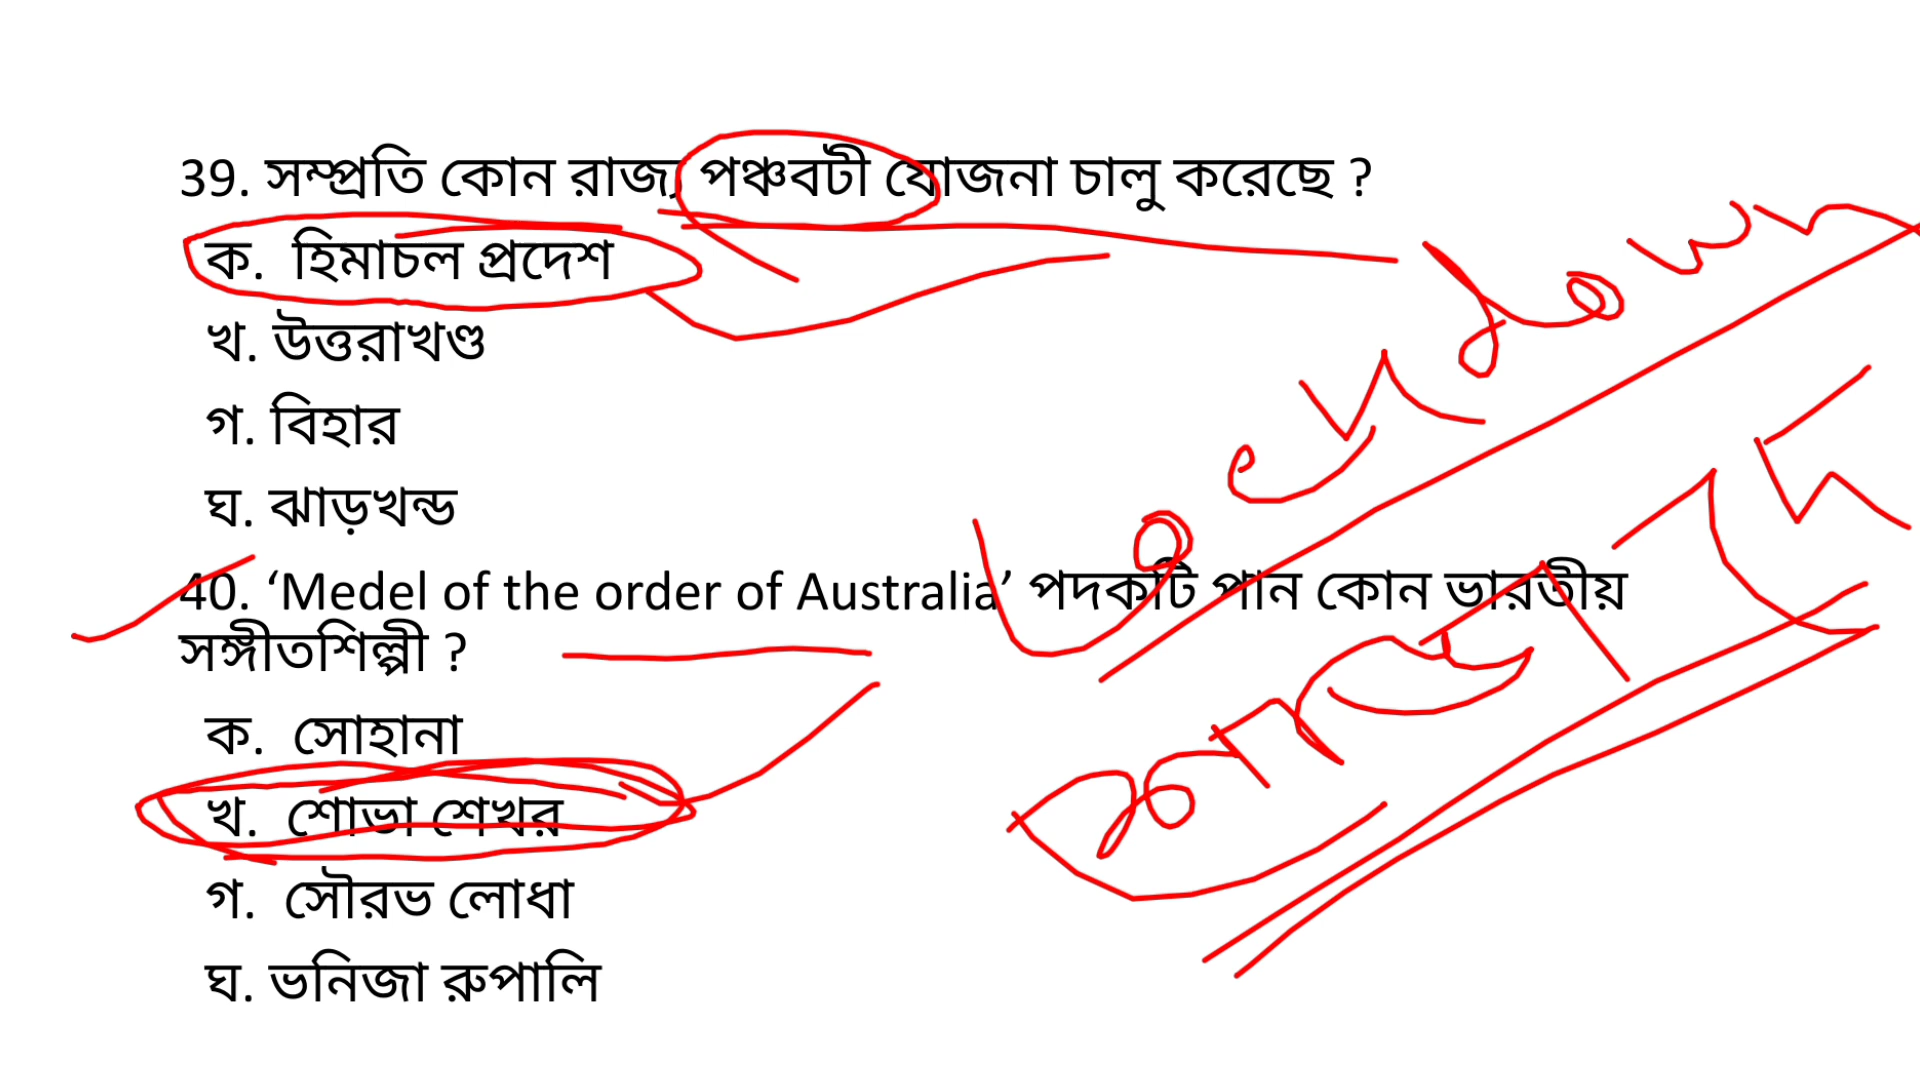 39. সম্প্রতি কোন রাজ্য পঞ্চবটী যোজনা চালু করেছে ?
ক. হিমাচল প্রদেশ
খ. উত্তরাখণ্ড
গ. বিহার
ঘ. ঝাড়খন্ড
40. ‘Medel of the order of Australia’ পদকটি পান কোন ভারতীয়
সঙ্গীতশিল্পী ?
ক. সোহানা
খ. শোভা শেখর
গ. সৌরভ লোধা
ঘ. ভনিজা রুপালি